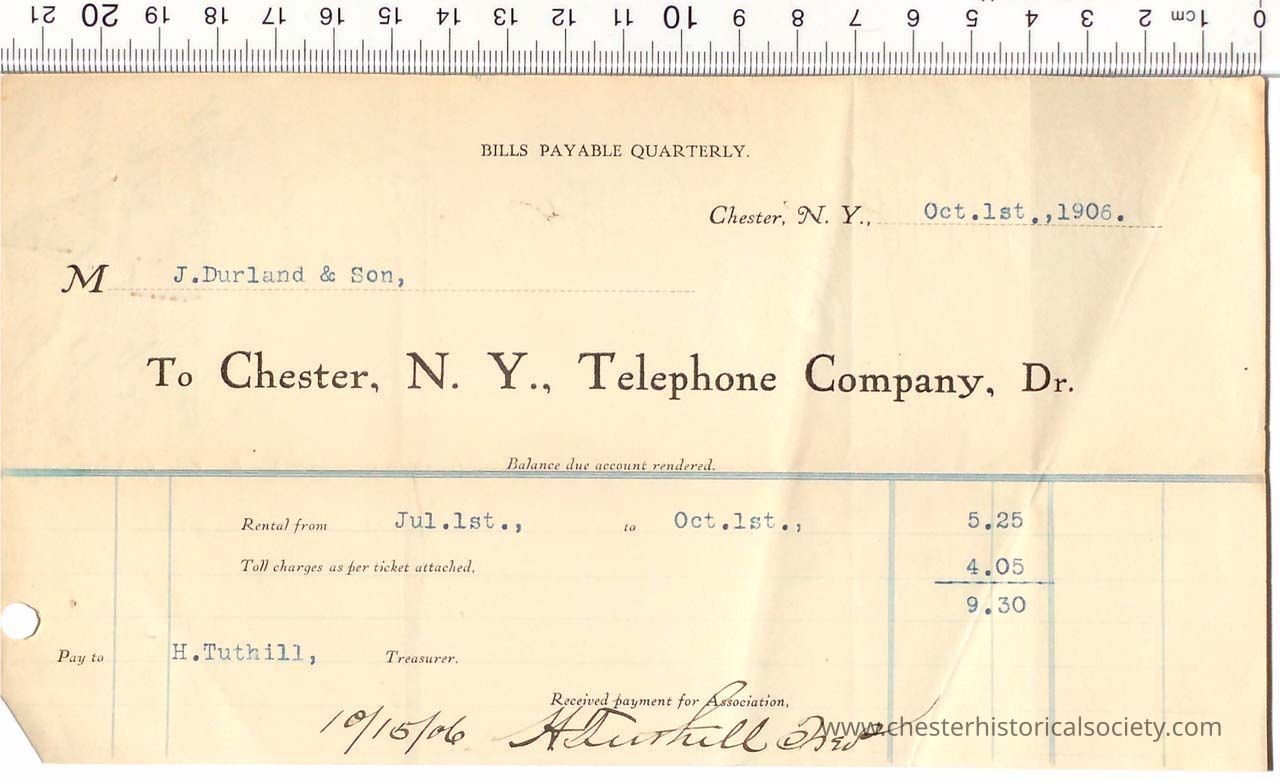 21 20 19 18 17 16 15 14 13 12 11 10 9 8 7 6 5 4 3 2 1cm 0
BILLS PAYABLE QUARTERLY.
Chester, N. Y., Oct.1st.,1906.
M J.Durland & Son,
To Chester, N. Y., Telephone Company, Dr.
Balance due account rendered.
Rental from Jul.1st., to Oct.1st., 5.25
Toll charges as per ticket attached, 4.05
9.30
Pay to H.Tuthill, Treasurer.
Received payment for Association,
10/15/06 H Tuthill Treas
www.chesterhistoricalsociety.com